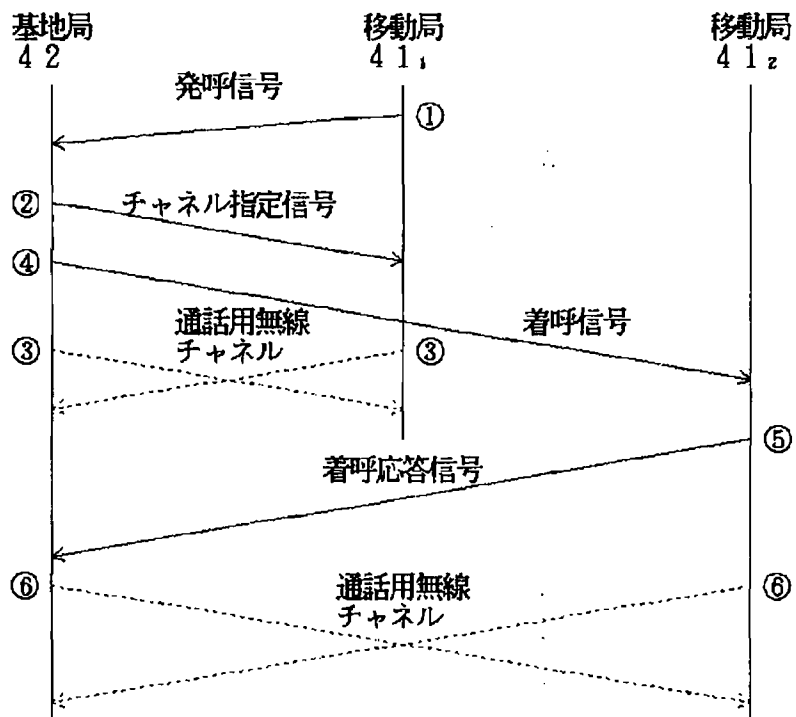 基地局 移動局 移動局
42 41₁ 41₂
発呼信号
①
② チャネル指定信号
④
着呼信号
通話用無線
③ チャネル ③
⑤
着呼応答信号
⑥ 通話用無線 ⑥
チャネル